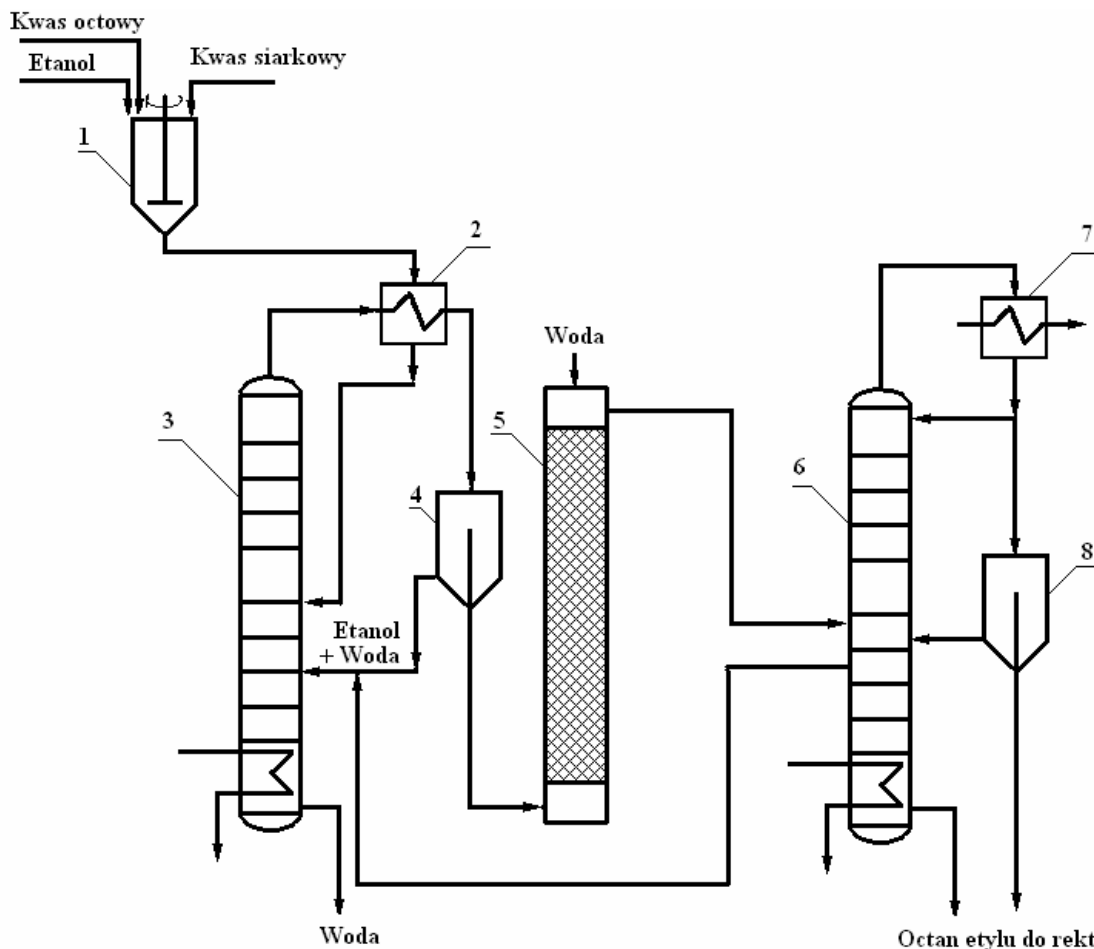 Kwas octowy
Etanol
Kwas siarkowy
1
2
7
Woda
3
5
4
6
8
Etanol
+ Woda
Woda
Octan etylu do rekt